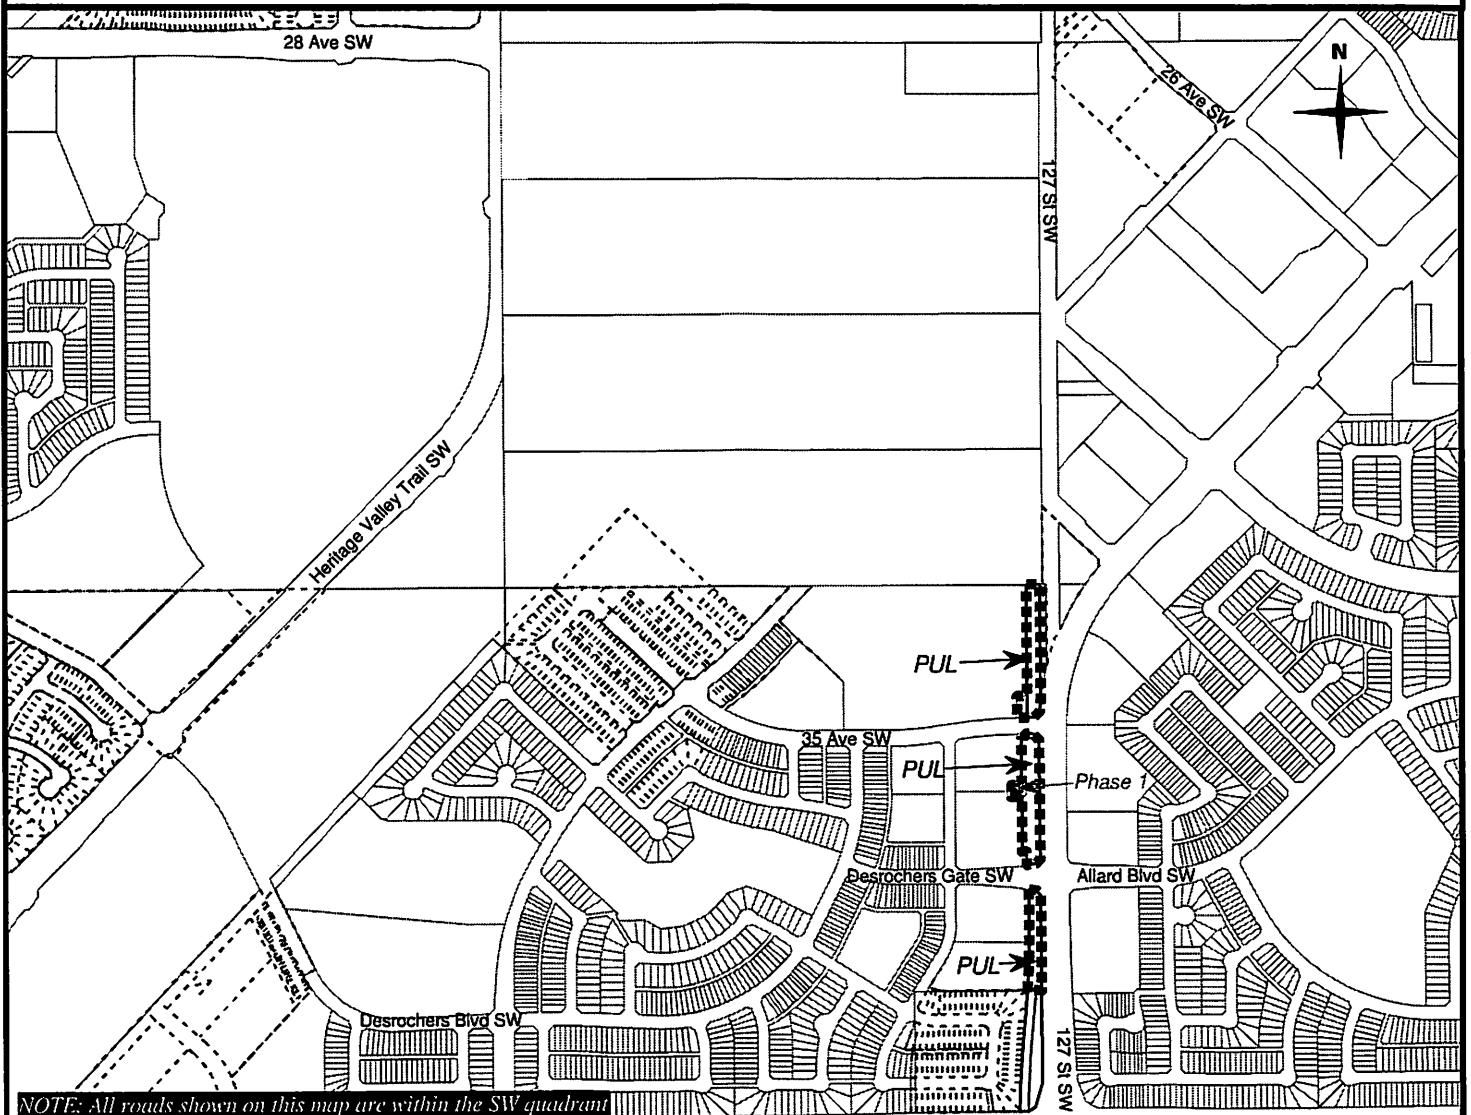 28 Ave SW
N
26 Ave SW
127 St SW
Heritage Valley Trail SW
PUL
35 Ave SW
PUL
Phase 1
Desrochers Gate SW
Allard Blvd SW
PUL
Desrochers Blvd SW
127 St SW
NOTE: All roads shown on this map are within the SW quadrant